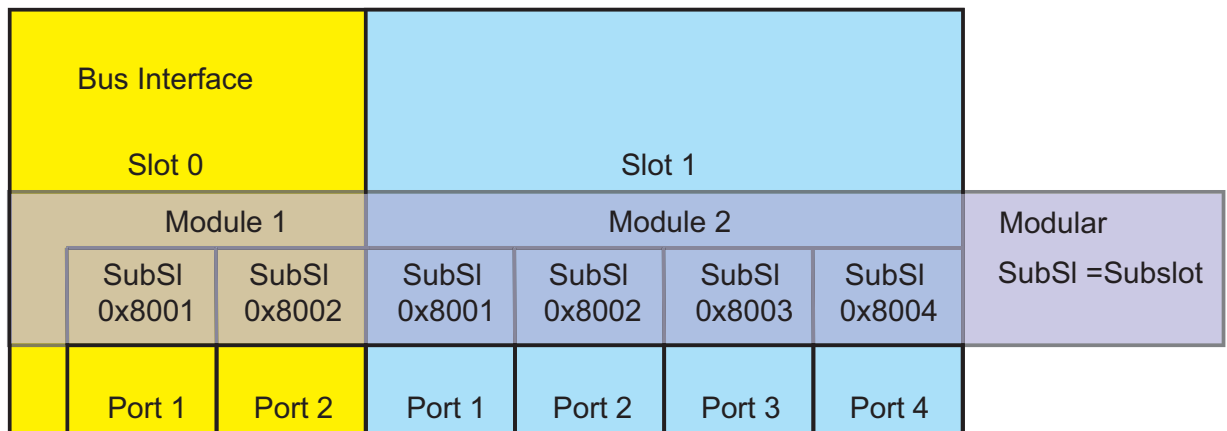 Bus Interface
Slot 0
Slot 1
Module 1
Module 2
Modular
SubSl
0x8001
SubSl
0x8002
SubSl
0x8001
SubSl
0x8002
SubSl
0x8003
SubSl
0x8004
SubSl =Subslot
Port 1
Port 2
Port 1
Port 2
Port 3
Port 4